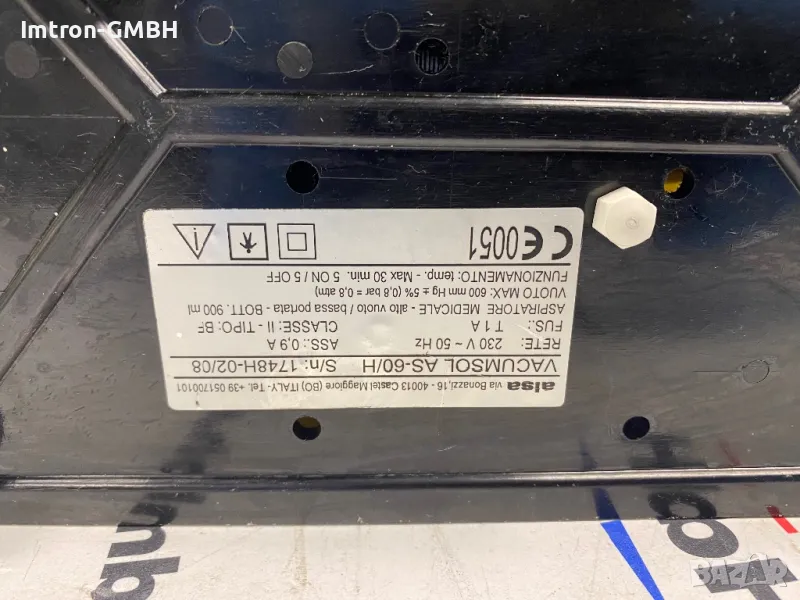 Imtron-GMBH
alsa
via Bonazzi,16 - 40013 Castel Maggiore (BO) ITALY - Tel. +39 051700101
VACUMSOL AS-60/H S/n: 1748H-02/08
RETE: 230 V ~ 50 Hz ASS.: 0,9 A
FUS.: T 1 A CLASSE: II - TIPO: BF
ASPIRATORE MEDICALE - alto vuoto / bassa portata - BOTT. 900 ml
VUOTO MAX: 600 mm Hg ± 5% (0,8 bar = 0,8 atm)
FUNZIONAMENTO: temp. - Max 30 min. 5 ON / 5 OFF
CE0051
BAZAR